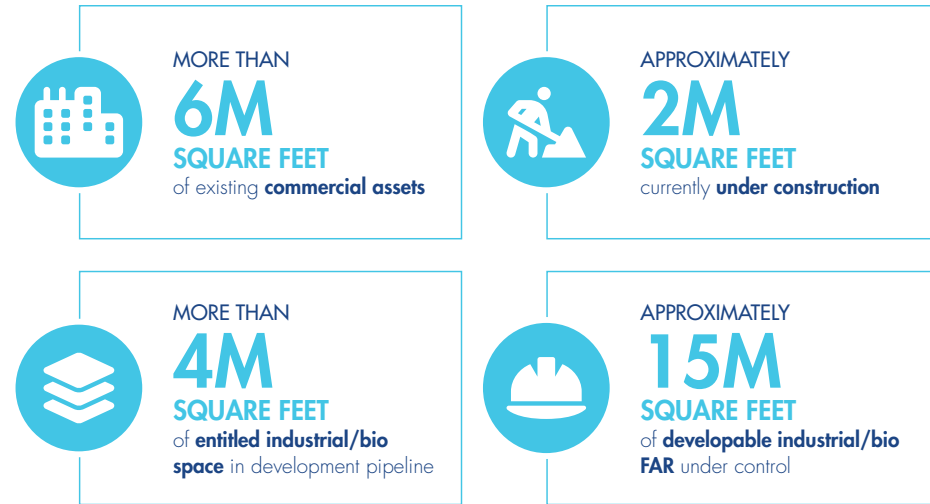 MORE THAN
6M
SQUARE FEET
of existing commercial assets
APPROXIMATELY
2M
SQUARE FEET
currently under construction
MORE THAN
4M
SQUARE FEET
of entitled industrial/bio
space in development pipeline
APPROXIMATELY
15M
SQUARE FEET
of developable industrial/bio
FAR under control